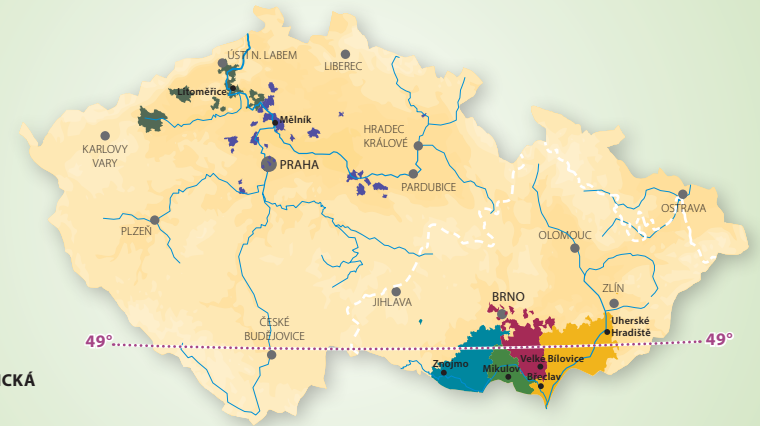 ÚSTÍ N. LABEM
LIBEREC
Litoměřice
Mělník
KARLOVY
VARY
HRADEC
KRÁLOVÉ
PRAHA
PARDUBICE
PLZEŇ
OSTRAVA
OLOMOUC
ZLÍN
JIHLAVA
BRNO
ČESKÉ
BUDĚJOVICE
Uherské
Hradiště
49°
49°
Znojmo
Mikulov
Velké Bílovice
Břeclav
ICKÁ